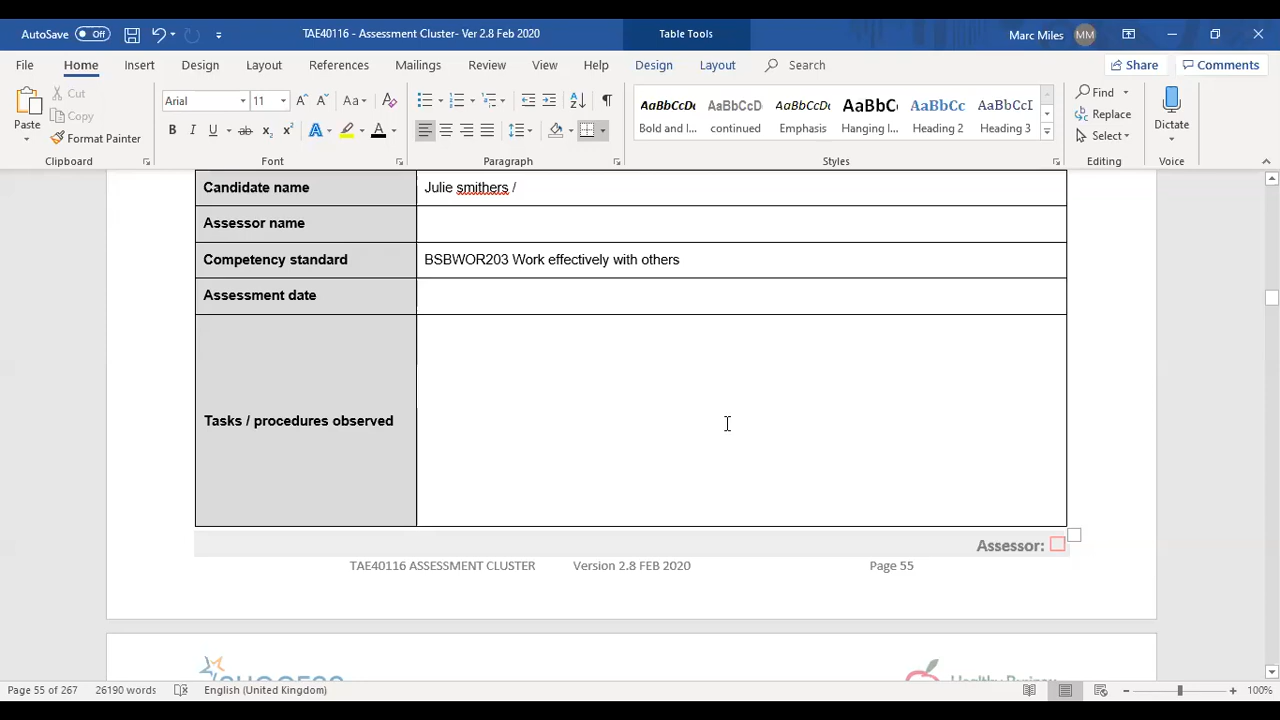 AutoSave Off TAE40116 - Assessment Cluster- Ver 2.8 Feb 2020 Table Tools Marc Miles MM
File Home Insert Design Layout References Mailings Review View Help Design Layout Search Share Comments
Paste Cut Copy Format Painter
Arial 11
AaBbCcDc AaBbCcD AaBbCcDc AaBbC AaBbCc AaBbCcI
Bold and I... continued Emphasis Hanging I... Heading 2 Heading 3
Find Replace Select
Dictate
Clipboard Font Paragraph Styles Editing Voice
Candidate name Julie smithers /
Assessor name
Competency standard BSBWOR203 Work effectively with others
Assessment date
Tasks / procedures observed
Assessor:
TAE40116 ASSESSMENT CLUSTER Version 2.8 FEB 2020 Page 55
Page 55 of 267 26190 words English (United Kingdom) 100%